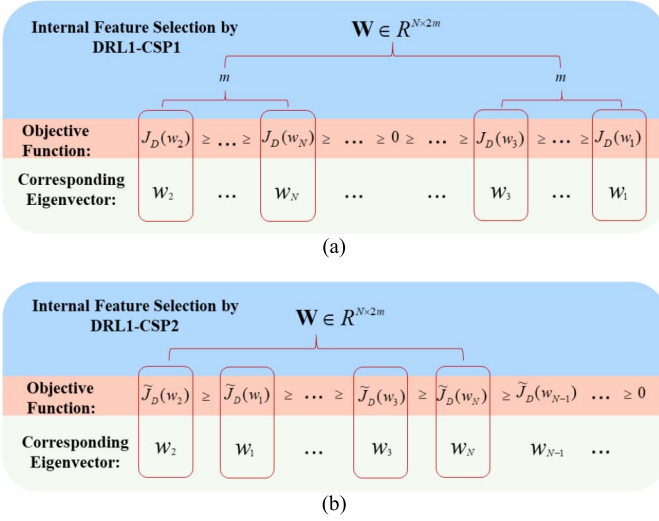 Internal Feature Selection by
DRL1-CSP1
W ∈ R^{N×2m}
m
m
Objective
Function:
J_D(w_2) ≥ ... ≥ J_D(w_N) ≥ ... ≥ 0 ≥ ... ≥ J_D(w_3) ≥ ... ≥ J_D(w_1)
Corresponding
Eigenvector:
w_2 ... w_N ... ... w_3 ... w_1
(a)
Internal Feature Selection by
DRL1-CSP2
W ∈ R^{N×2m}
Objective
Function:
J̃_D(w_2) ≥ J̃_D(w_1) ≥ ... ≥ J̃_D(w_3) ≥ J̃_D(w_N) ≥ J̃_D(w_{N-1}) ... ≥ 0
Corresponding
Eigenvector:
w_2 w_1 ... w_3 w_N w_{N-1} ...
(b)